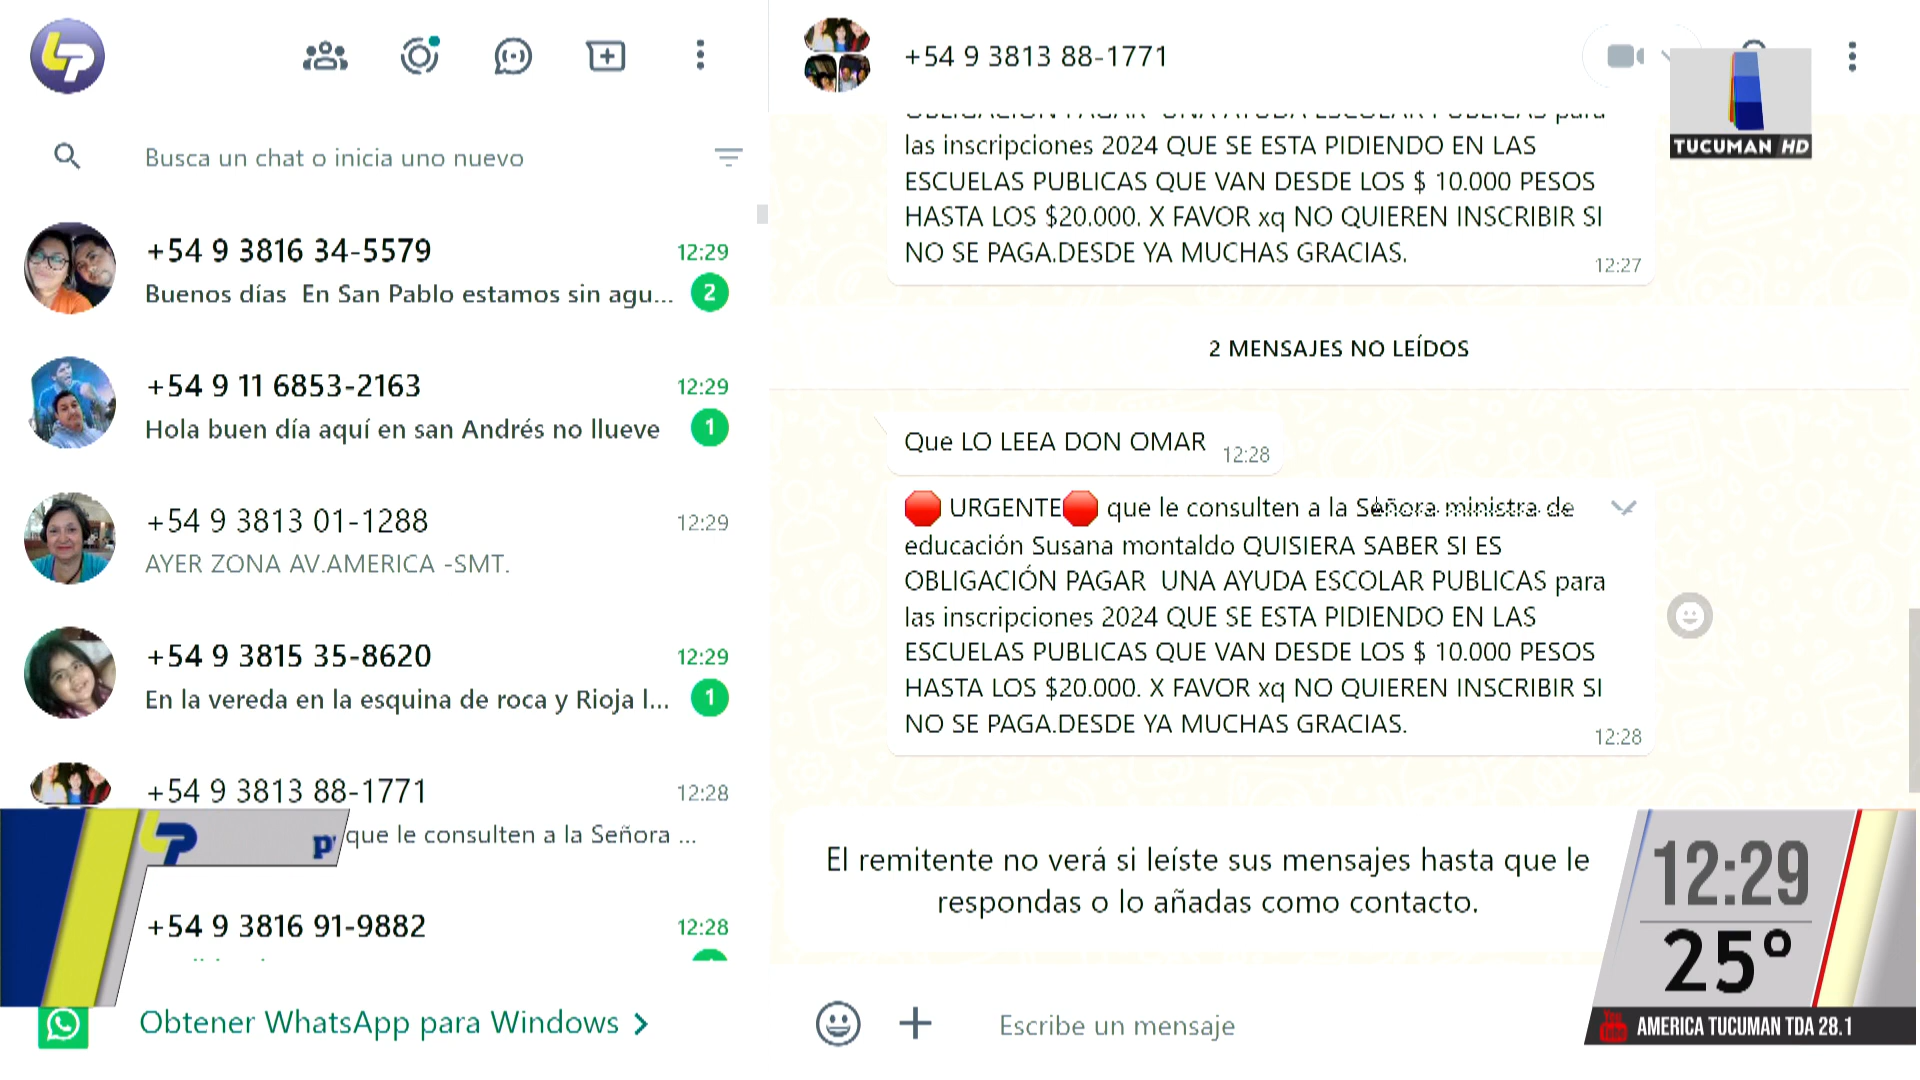 LP
+54 9 3813 88-1771
TUCUMAN HD
Busca un chat o inicia uno nuevo
+54 9 3816 34-5579
12:29
Buenos días En San Pablo estamos sin agu...
2
+54 9 11 6853-2163
12:29
Hola buen día aquí en san Andrés no llueve
1
+54 9 3813 01-1288
12:29
AYER ZONA AV.AMERICA -SMT.
+54 9 3815 35-8620
12:29
En la vereda en la esquina de roca y Rioja l...
1
+54 9 3813 88-1771
12:28
que le consulten a la Señora ...
LP
+54 9 3816 91-9882
12:28
Obtener WhatsApp para Windows
OBLIGACIÓN PAGAR UNA AYUDA ESCOLAR PUBLICAS para
las inscripciones 2024 QUE SE ESTA PIDIENDO EN LAS
ESCUELAS PUBLICAS QUE VAN DESDE LOS $ 10.000 PESOS
HASTA LOS $20.000. X FAVOR xq NO QUIEREN INSCRIBIR SI
NO SE PAGA.DESDE YA MUCHAS GRACIAS.
12:27
2 MENSAJES NO LEÍDOS
Que LO LEEA DON OMAR
12:28
🛑 URGENTE🛑 que le consulten a la Señora ministra de
educación Susana montaldo QUISIERA SABER SI ES
OBLIGACIÓN PAGAR UNA AYUDA ESCOLAR PUBLICAS para
las inscripciones 2024 QUE SE ESTA PIDIENDO EN LAS
ESCUELAS PUBLICAS QUE VAN DESDE LOS $ 10.000 PESOS
HASTA LOS $20.000. X FAVOR xq NO QUIEREN INSCRIBIR SI
NO SE PAGA.DESDE YA MUCHAS GRACIAS.
12:28
El remitente no verá si leíste sus mensajes hasta que le
respondas o lo añadas como contacto.
Escribe un mensaje
12:29
25°
You Tube AMERICA TUCUMAN TDA 28.1